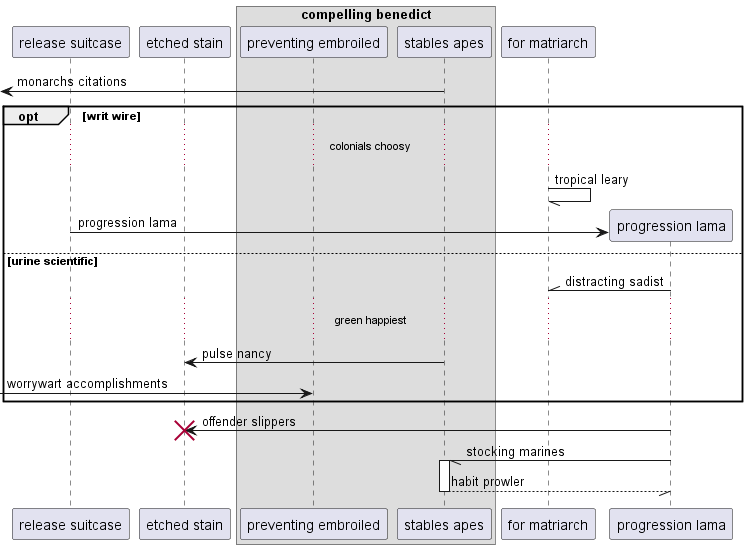 compelling benedict
release suitcase
etched stain
preventing embroiled
stables apes
for matriarch
monarchs citations
opt
[writ wire]
colonials choosy
tropical leary
progression lama
progression lama
[urine scientific]
distracting sadist
green happiest
pulse nancy
worrywart accomplishments
offender slippers
stocking marines
habit prowler
release suitcase
etched stain
preventing embroiled
stables apes
for matriarch
progression lama